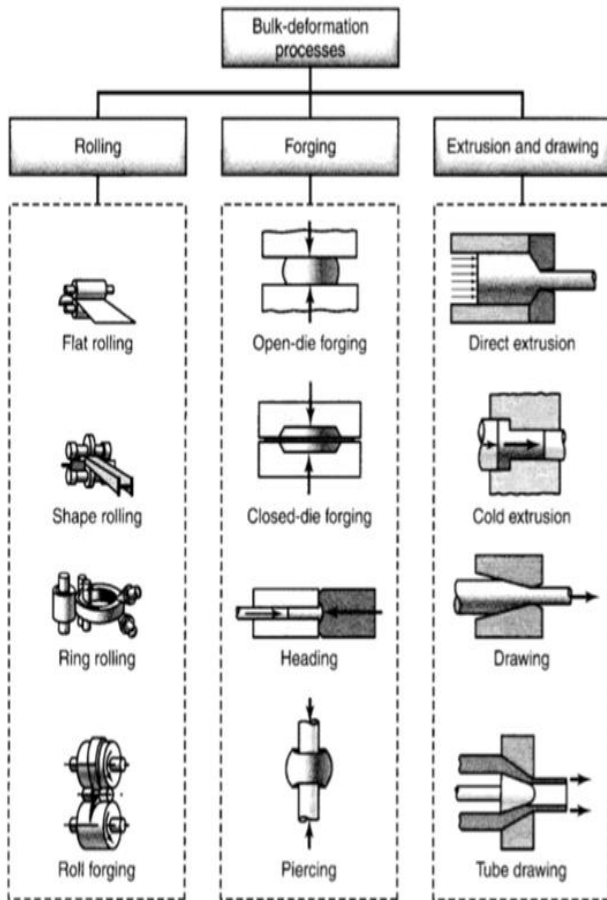 Bulk-deformation
processes
Rolling
Forging
Extrusion and drawing
Flat rolling
Open-die forging
Direct extrusion
Shape rolling
Closed-die forging
Cold extrusion
Ring rolling
Heading
Drawing
Roll forging
Piercing
Tube drawing